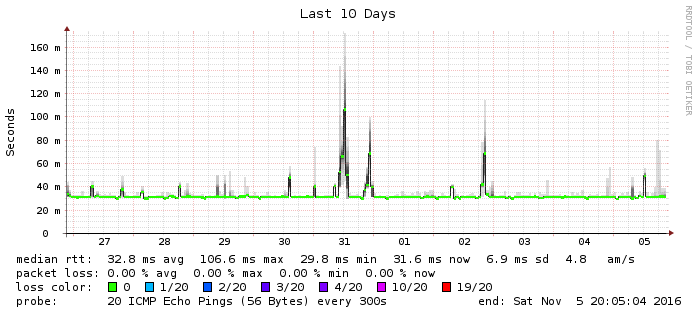 Last 10 Days
RRDTOOL / TOBI OETIKER
Seconds
160 m
140 m
120 m
100 m
80 m
60 m
40 m
20 m
0
27 28 29 30 31 01 02 03 04 05
median rtt: 32.8 ms avg 106.6 ms max 29.8 ms min 31.6 ms now 6.9 ms sd 4.8 am/s
packet loss: 0.00 % avg 0.00 % max 0.00 % min 0.00 % now
loss color: 0 1/20 2/20 3/20 4/20 10/20 19/20
probe: 20 ICMP Echo Pings (56 Bytes) every 300s end: Sat Nov 5 20:05:04 2016